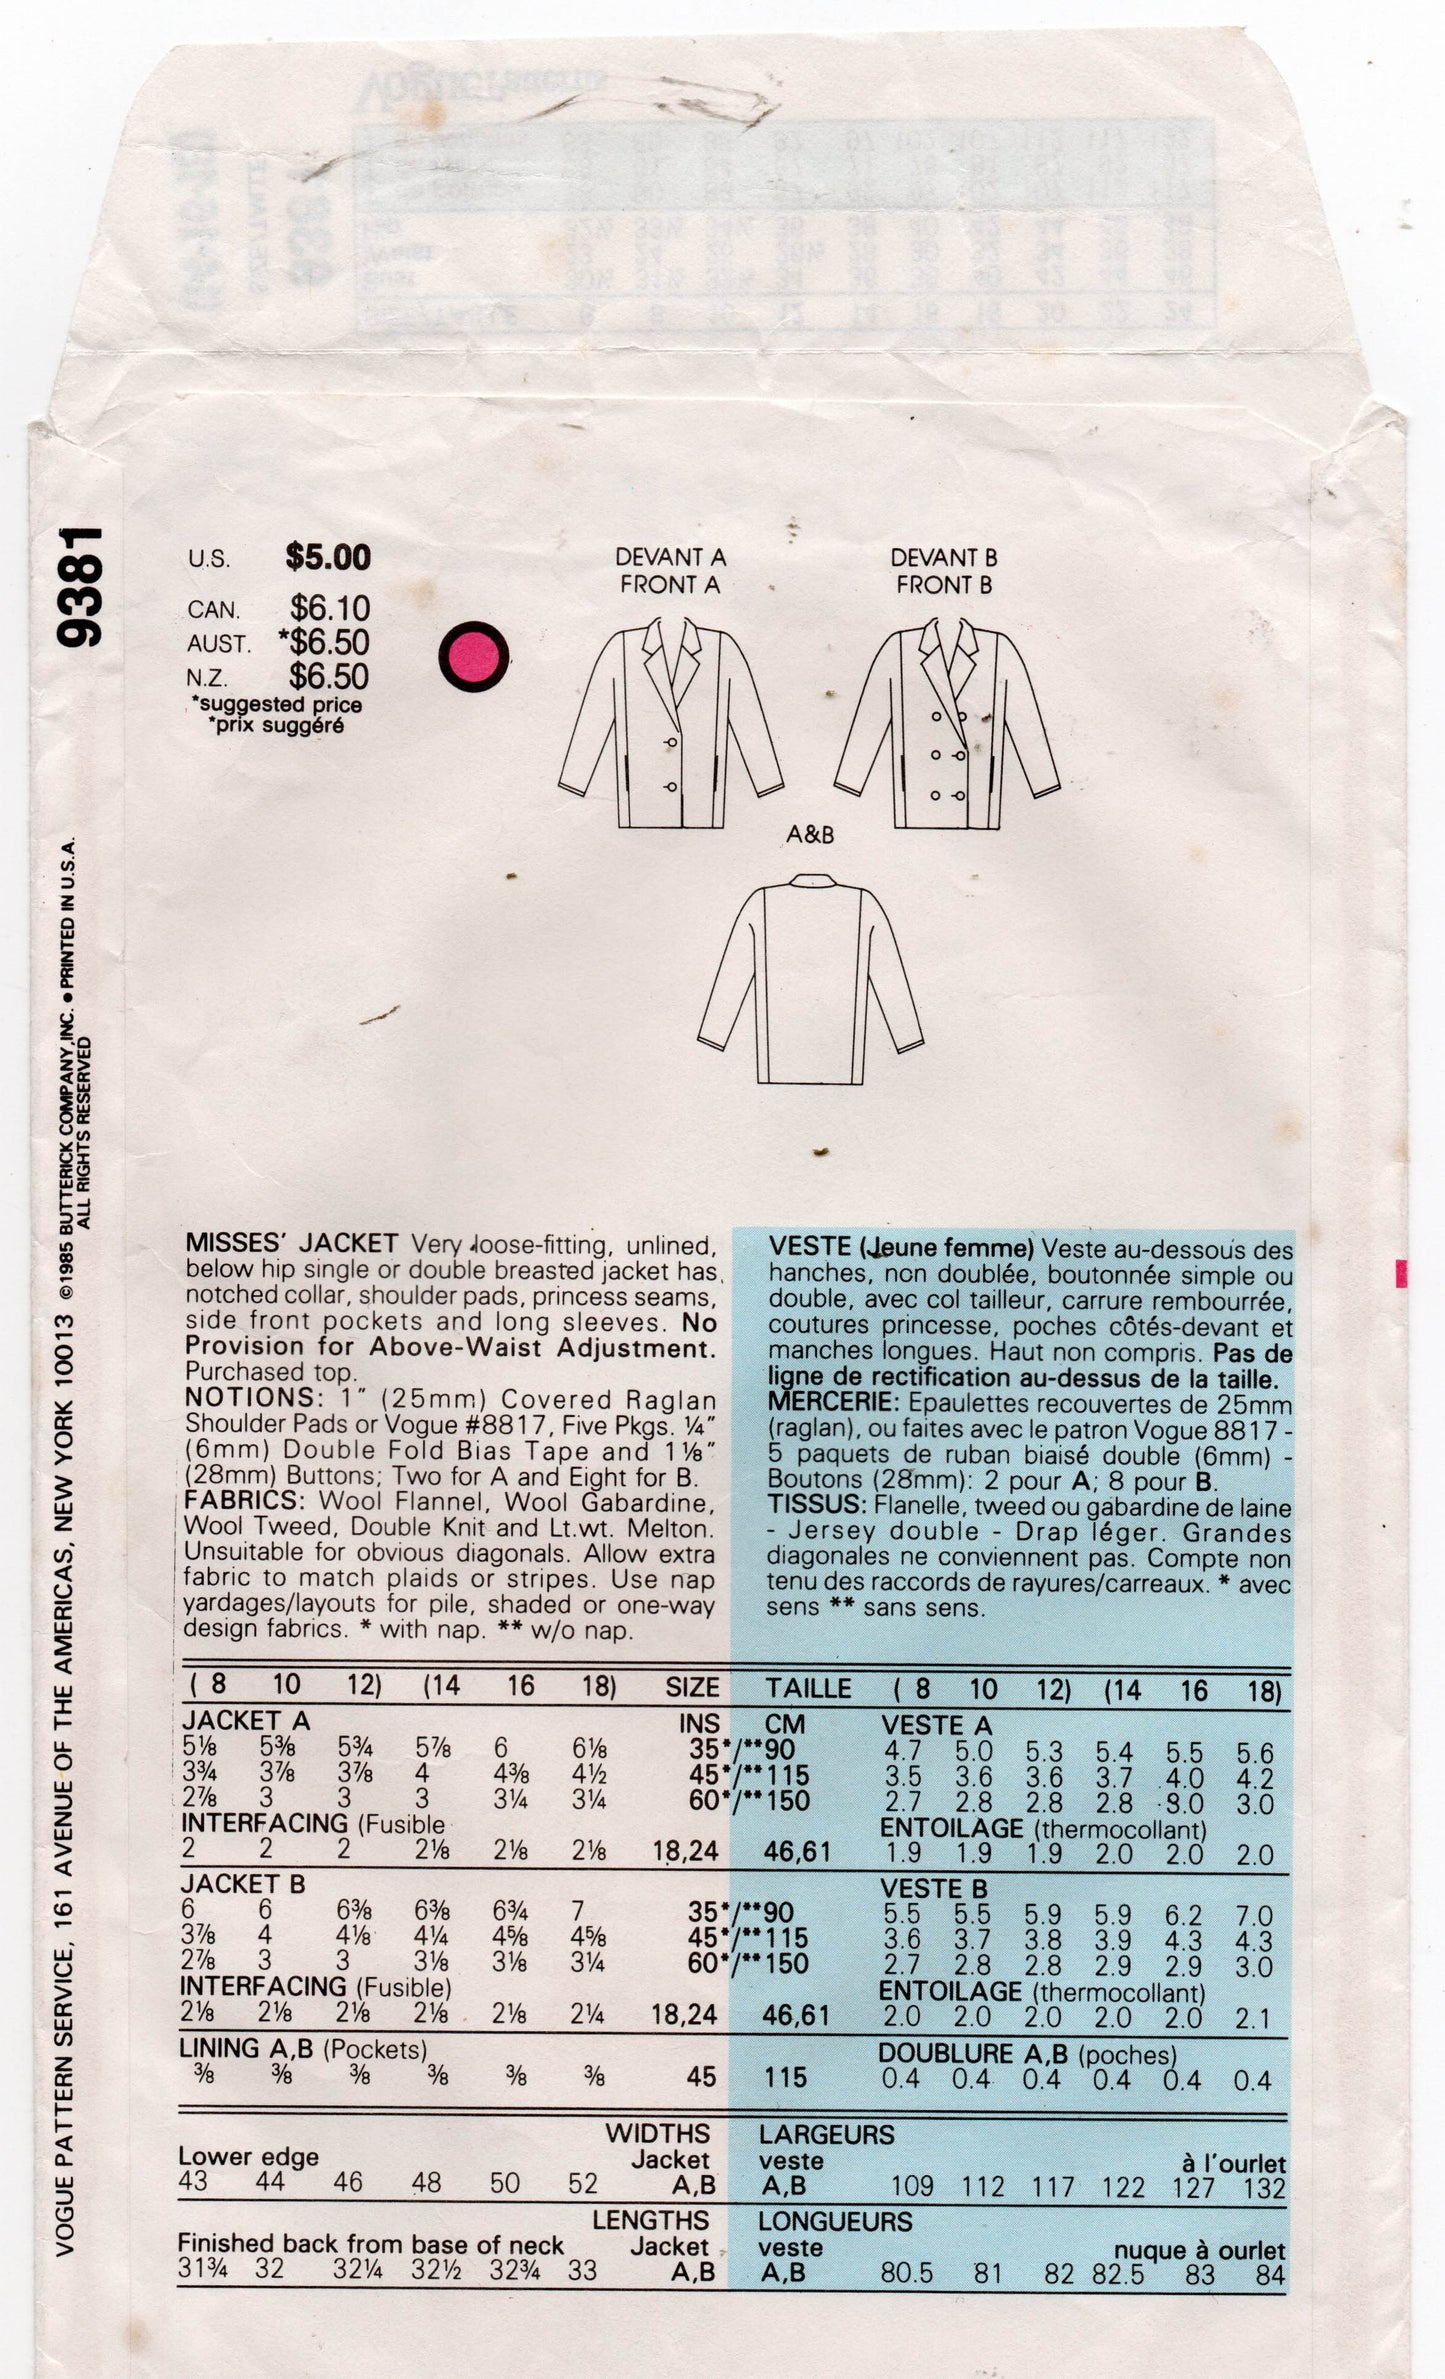 9381
U.S. $5.00
CAN. $6.10
AUST. *$6.50
N.Z. $6.50
*suggested price
*prix suggéré
DEVANT A
FRONT A
DEVANT B
FRONT B
A&B
VOGUE PATTERN SERVICE, 161 AVENUE OF THE AMERICAS, NEW YORK 10013 ©1985 BUTTERICK COMPANY, INC. • PRINTED IN U.S.A.
ALL RIGHTS RESERVED
MISSES' JACKET Very loose-fitting, unlined,
below hip single or double breasted jacket has
notched collar, shoulder pads, princess seams,
side front pockets and long sleeves. No
Provision for Above-Waist Adjustment.
Purchased top.
NOTIONS: 1" (25mm) Covered Raglan
Shoulder Pads or Vogue #8817, Five Pkgs. ¼"
(6mm) Double Fold Bias Tape and 1⅛"
(28mm) Buttons; Two for A and Eight for B.
FABRICS: Wool Flannel, Wool Gabardine,
Wool Tweed, Double Knit and Lt.wt. Melton.
Unsuitable for obvious diagonals. Allow extra
fabric to match plaids or stripes. Use nap
yardages/layouts for pile, shaded or one-way
design fabrics. * with nap. ** w/o nap.
VESTE (Jeune femme) Veste au-dessous des
hanches, non doublée, boutonnée simple ou
double, avec col tailleur, carrure rembourrée,
coutures princesse, poches côtés-devant et
manches longues. Haut non compris. Pas de
ligne de rectification au-dessus de la taille.
MERCERIE: Epaulettes recouvertes de 25mm
(raglan), ou faites avec le patron Vogue 8817 -
5 paquets de ruban biaisé double (6mm) -
Boutons (28mm): 2 pour A; 8 pour B.
TISSUS: Flanelle, tweed ou gabardine de laine
- Jersey double - Drap léger. Grandes
diagonales ne conviennent pas. Compte non
tenu des raccords de rayures/carreaux. * avec
sens ** sans sens.
( 8 10 12) (14 16 18) SIZE TAILLE ( 8 10 12) (14 16 18)
JACKET A INS CM VESTE A
5⅛ 5⅜ 5¾ 5⅞ 6 6⅛ 35*/**90 4.7 5.0 5.3 5.4 5.5 5.6
3¾ 3⅞ 3⅞ 4 4⅜ 4½ 45*/**115 3.5 3.6 3.6 3.7 4.0 4.2
2⅞ 3 3 3 3¼ 3¼ 60*/**150 2.7 2.8 2.8 2.8 3.0 3.0
INTERFACING (Fusible ENTOILAGE (thermocollant)
2 2 2 2⅛ 2⅛ 2⅛ 18,24 46,61 1.9 1.9 1.9 2.0 2.0 2.0
JACKET B VESTE B
6 6 6⅜ 6⅜ 6¾ 7 35*/**90 5.5 5.5 5.9 5.9 6.2 7.0
3⅞ 4 4⅛ 4¼ 4⅝ 4⅝ 45*/**115 3.6 3.7 3.8 3.9 4.3 4.3
2⅞ 3 3 3⅛ 3⅛ 3¼ 60*/**150 2.7 2.8 2.8 2.9 2.9 3.0
INTERFACING (Fusible) ENTOILAGE (thermocollant)
2⅛ 2⅛ 2⅛ 2⅛ 2⅛ 2¼ 18,24 46,61 2.0 2.0 2.0 2.0 2.0 2.1
LINING A,B (Pockets) DOUBLURE A,B (poches)
⅜ ⅜ ⅜ ⅜ ⅜ ⅜ 45 115 0.4 0.4 0.4 0.4 0.4 0.4
WIDTHS LARGEURS
Lower edge Jacket veste à l'ourlet
43 44 46 48 50 52 A,B A,B 109 112 117 122 127 132
LENGTHS LONGUEURS
Finished back from base of neck Jacket veste nuque à ourlet
31¾ 32 32¼ 32½ 32¾ 33 A,B A,B 80.5 81 82 82.5 83 84